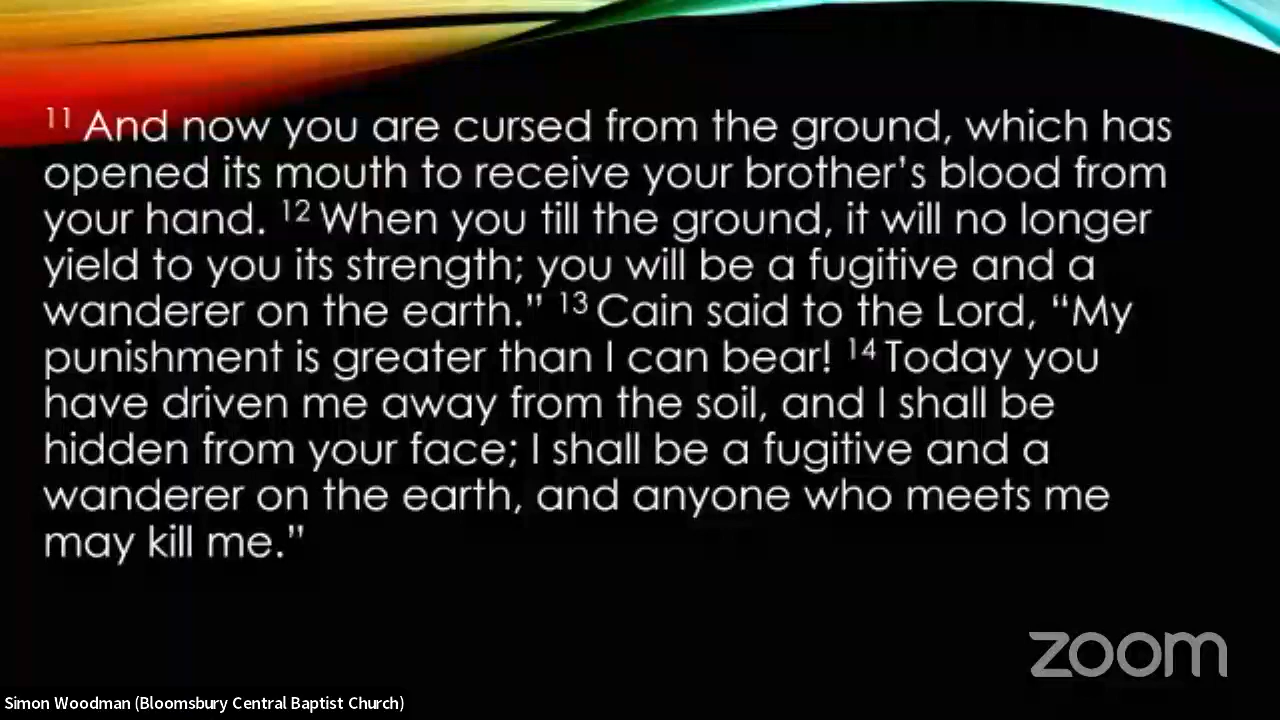 11 And now you are cursed from the ground, which has
opened its mouth to receive your brother’s blood from
your hand. 12 When you till the ground, it will no longer
yield to you its strength; you will be a fugitive and a
wanderer on the earth.” 13 Cain said to the Lord, “My
punishment is greater than I can bear! 14 Today you
have driven me away from the soil, and I shall be
hidden from your face; I shall be a fugitive and a
wanderer on the earth, and anyone who meets me
may kill me.”
zoom
Simon Woodman (Bloomsbury Central Baptist Church)